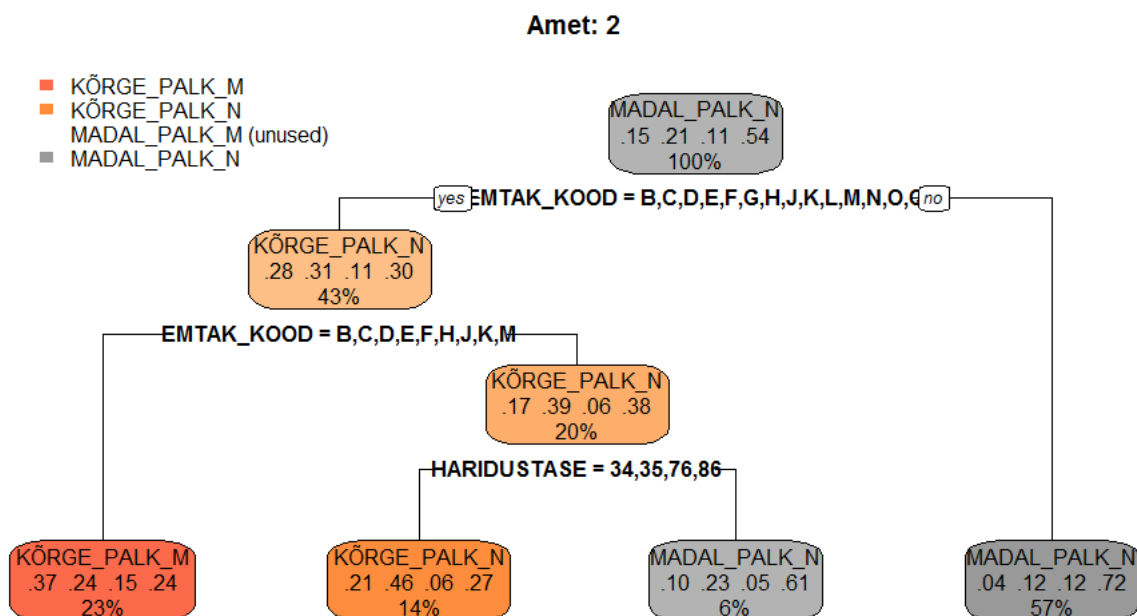 Amet: 2
KÕRGE_PALK_M
KÕRGE_PALK_N
MADAL_PALK_M (unused)
MADAL_PALK_N
MADAL_PALK_N
.15 .21 .11 .54
100%
yes EMTAK_KOOD = B,C,D,E,F,G,H,J,K,L,M,N,O, no
KÕRGE_PALK_N
.28 .31 .11 .30
43%
EMTAK_KOOD = B,C,D,E,F,H,J,K,M
KÕRGE_PALK_N
.17 .39 .06 .38
20%
HARIDUSTASE = 34,35,76,86
KÕRGE_PALK_M
.37 .24 .15 .24
23%
KÕRGE_PALK_N
.21 .46 .06 .27
14%
MADAL_PALK_N
.10 .23 .05 .61
6%
MADAL_PALK_N
.04 .12 .12 .72
57%